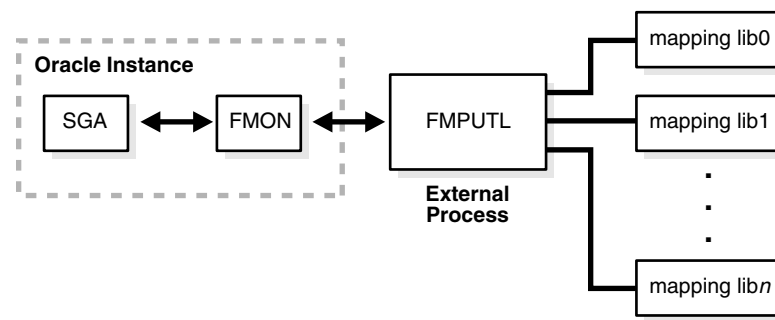 Oracle Instance
SGA
FMON
FMPUTL
External
Process
mapping lib0
mapping lib1
.
.
.
mapping libn